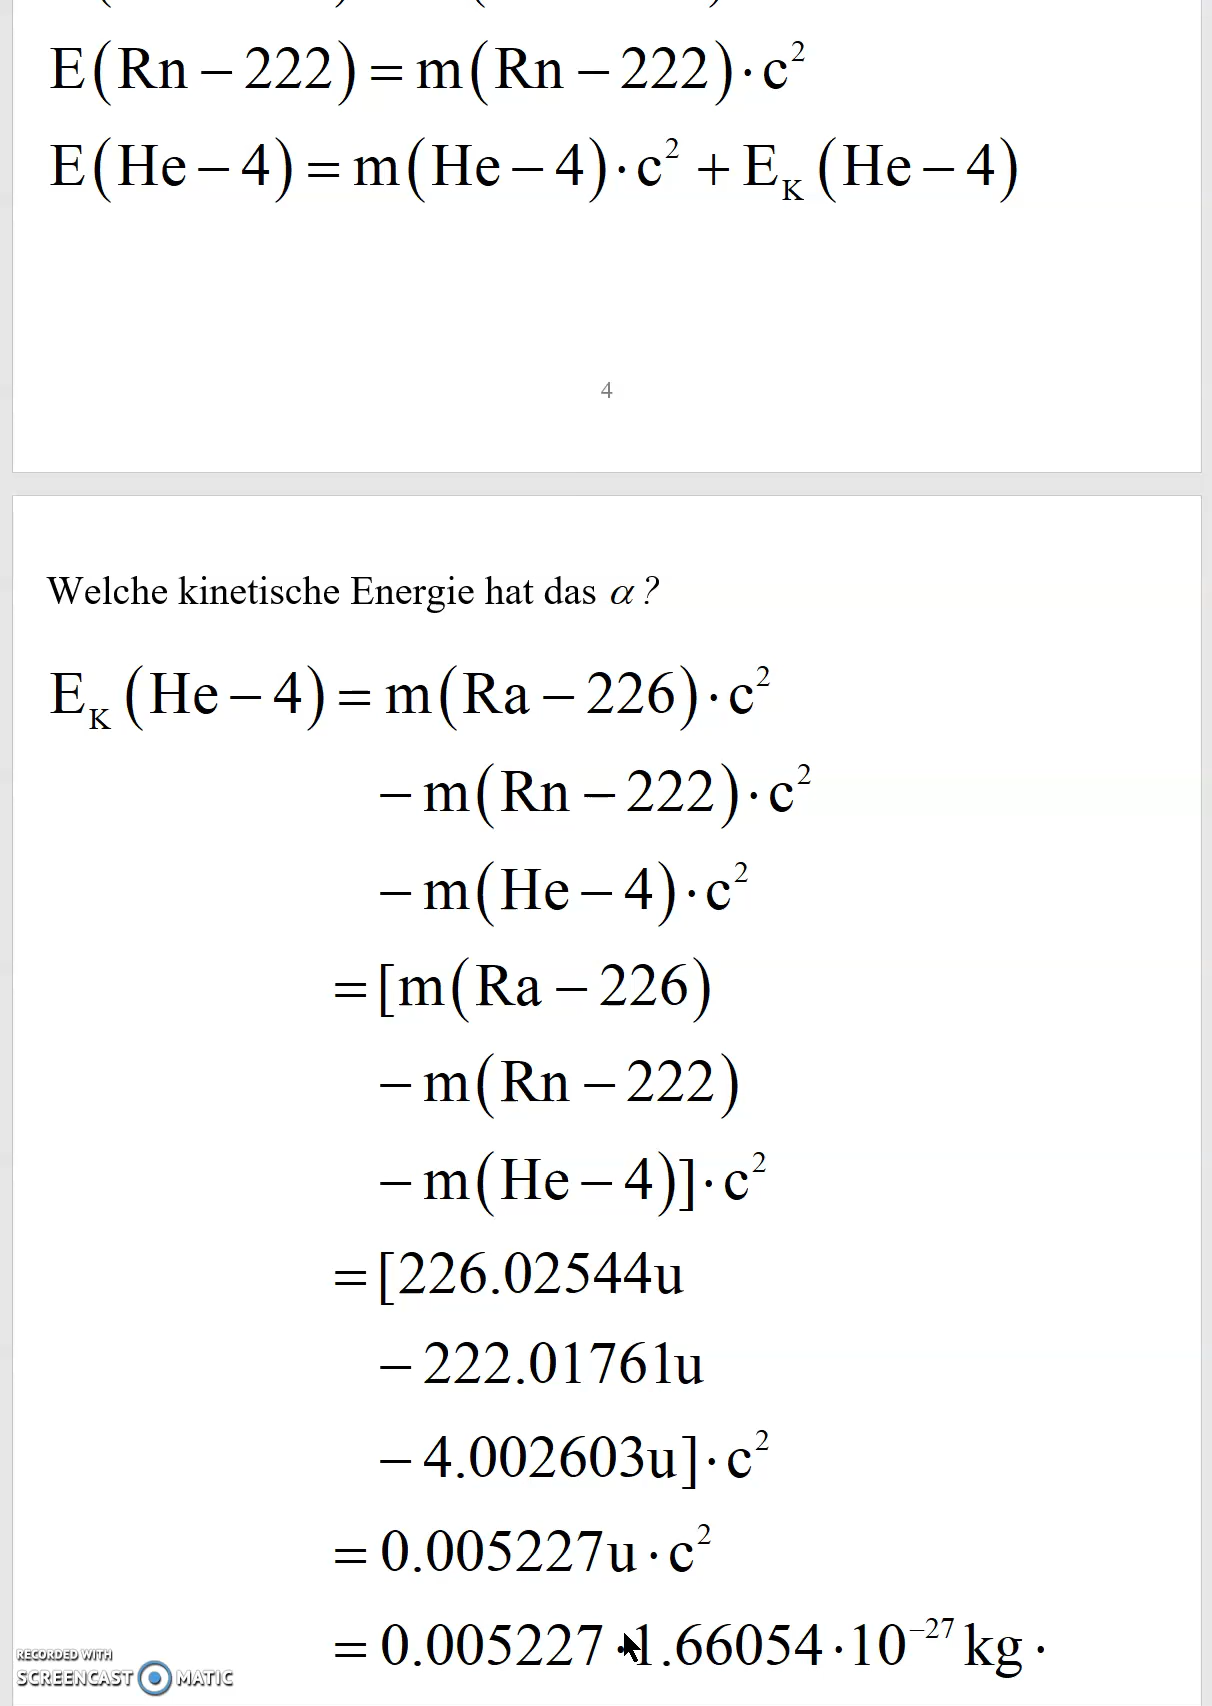 E(Rn − 222) = m(Rn − 222) · c²
E(He − 4) = m(He − 4) · c² + E_K (He − 4)
4
Welche kinetische Energie hat das α ?
E_K (He − 4) = m(Ra − 226) · c²
− m(Rn − 222) · c²
− m(He − 4) · c²
= [m(Ra − 226)
− m(Rn − 222)
− m(He − 4)] · c²
= [226.02544u
− 222.01761u
− 4.002603u] · c²
= 0.005227u · c²
= 0.005227 · 1.66054 · 10⁻²⁷ kg ·
RECORDED WITH
SCREENCAST MATIC